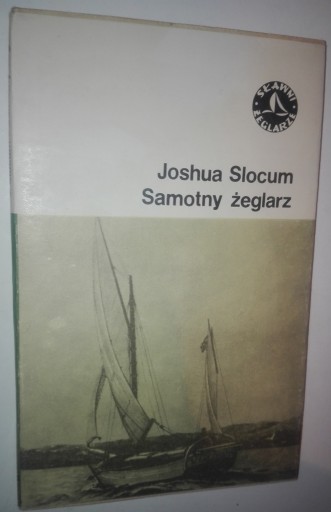 SŁAWNI
ŻEGLARZE
Joshua Slocum
Samotny żeglarz